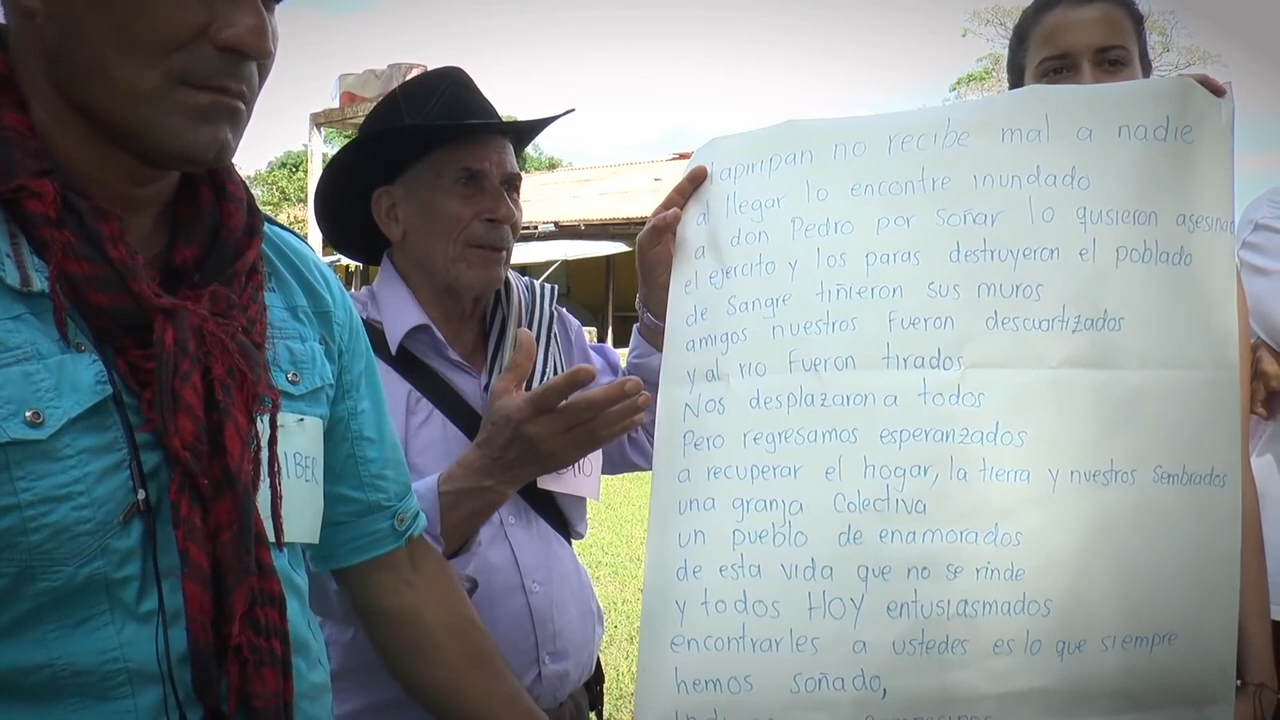 apiripan no recibe mal a nadie
al llegar lo encontre inundado
a don Pedro por soñar lo qusieron asesinar
el ejercito y los paras destruyeron el poblado
de sangre tiñieron sus muros
amigos nuestros fueron descuartizados
y al rio fueron tirados
Nos desplazaron a todos
Pero regresamos esperanzados
a recuperar el hogar, la tierra y nuestros sembrados
una granja Colectiva
un pueblo de enamorados
de esta vida que no se rinde
y todos HOY entusiasmados
encontrarles a ustedes es lo que siempre
hemos soñado,
IBER